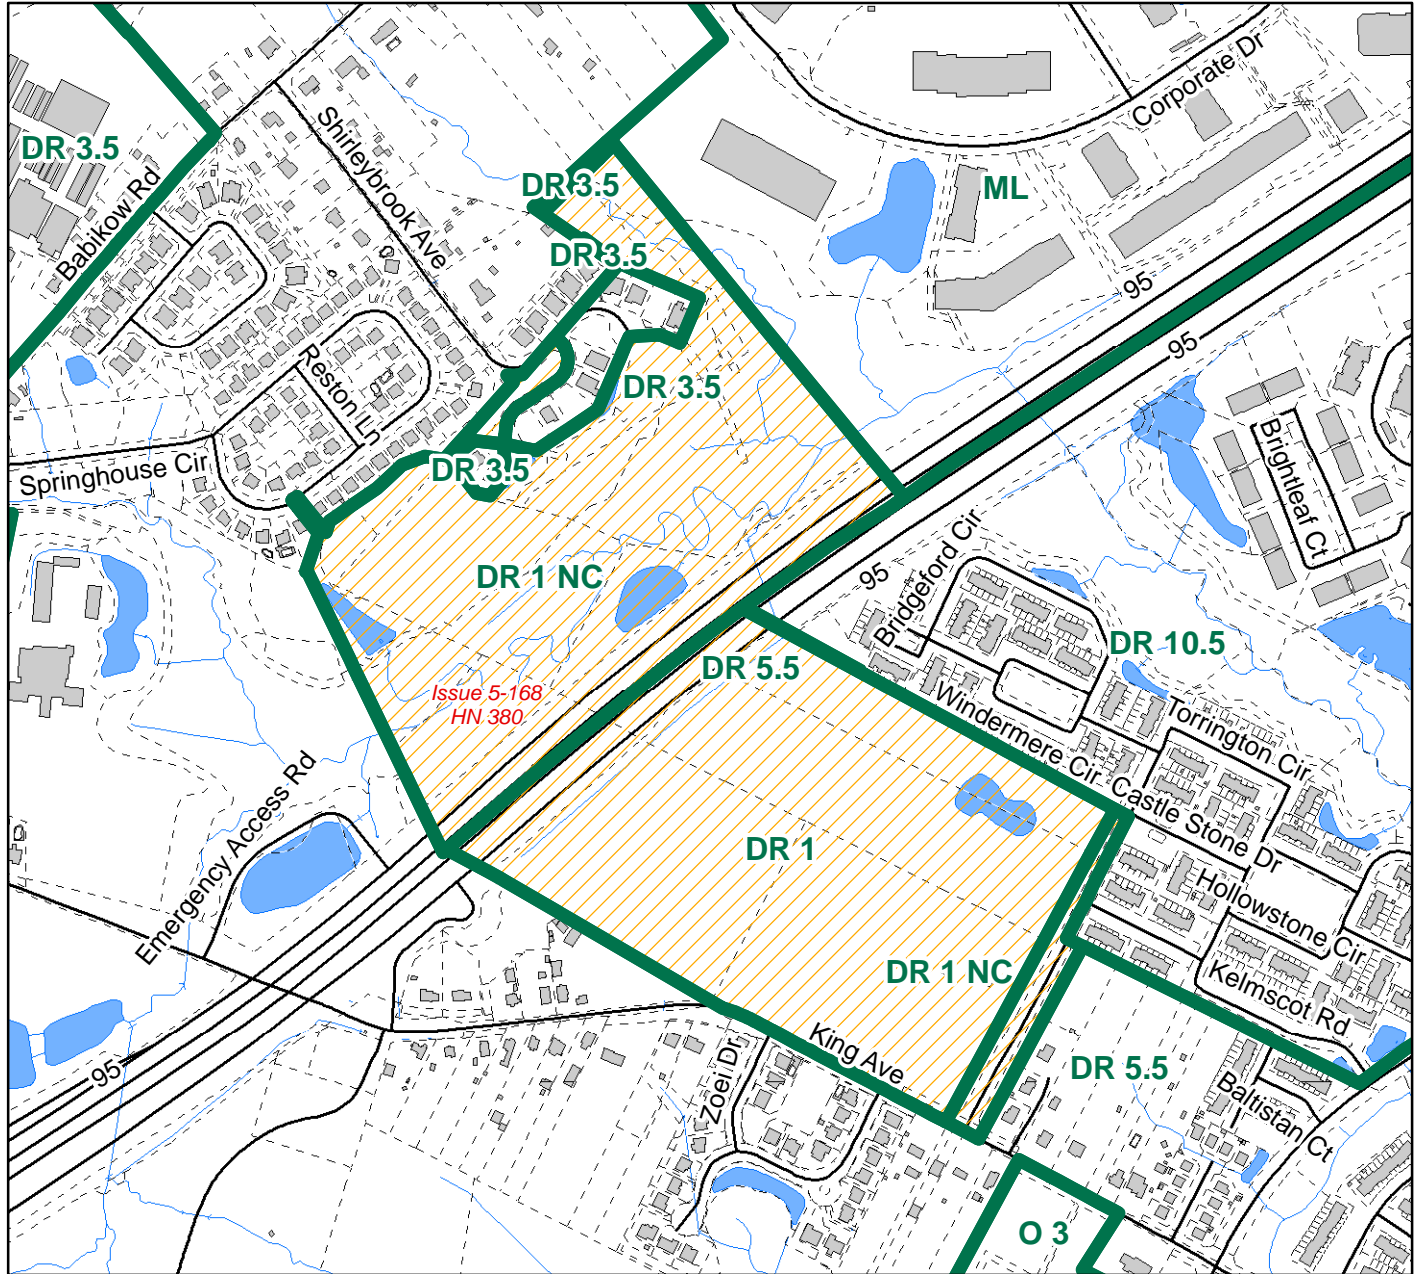 Corporate Dr
Shirleybrook Ave
DR 3.5
Babikow Rd
DR 3.5
ML
DR 3.5
95
95
Reston Ln
DR 3.5
Brightleaf Ct
DR 3.5
Springhouse Cir
DR 1 NC
95
Bridgeford Cir
DR 10.5
DR 5.5
Issue 5-168
HN 380
Windermere Cir
Torrington Cir
Castle Stone Dr
Emergency Access Rd
DR 1
Hollowstone Cir
DR 1 NC
Kelmscot Rd
King Ave
95
Zoei Dr
DR 5.5
Baltistan Ct
O 3